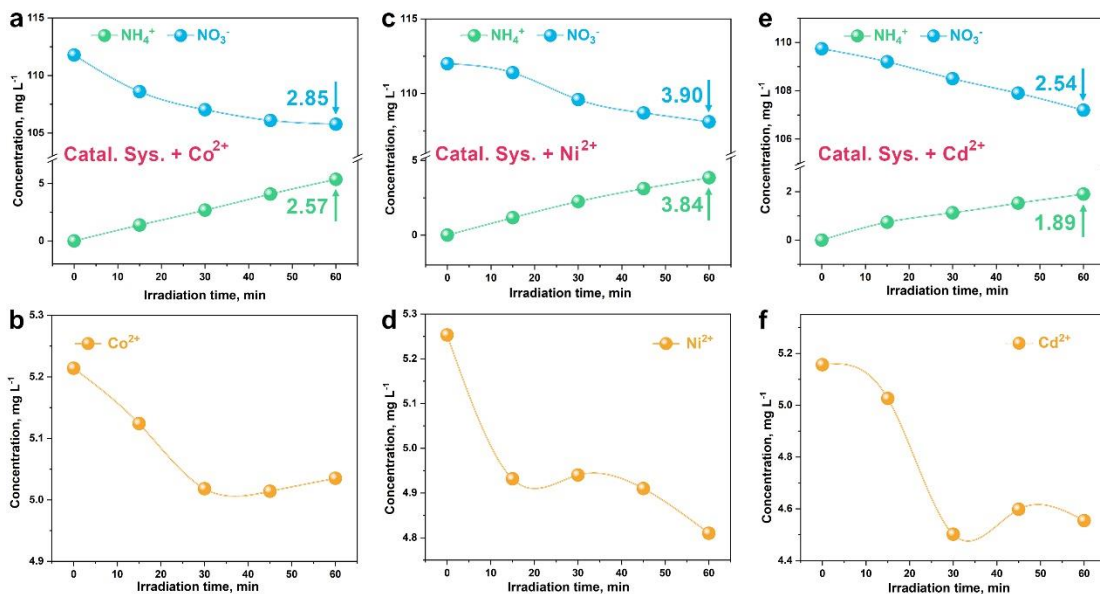 a
NH₄⁺ NO₃⁻
115
110
105
5
0
Concentration, mg L⁻¹
2.85
Catal. Sys. + Co²⁺
2.57
0 10 20 30 40 50 60
Irradiation time, min
c
NH₄⁺ NO₃⁻
115
110
5
0
Concentration, mg L⁻¹
3.90
Catal. Sys. + Ni²⁺
3.84
0 10 20 30 40 50 60
Irradiation time, min
e
NH₄⁺ NO₃⁻
110
108
106
4
2
0
Concentration, mg L⁻¹
2.54
Catal. Sys. + Cd²⁺
1.89
0 10 20 30 40 50 60
Irradiation time, min
b
Co²⁺
5.3
5.2
5.1
5.0
4.9
Concentration, mg L⁻¹
0 10 20 30 40 50 60
Irradiation time, min
d
Ni²⁺
5.3
5.2
5.1
5.0
4.9
4.8
Concentration, mg L⁻¹
0 10 20 30 40 50 60
Irradiation time, min
f
Cd²⁺
5.2
5.0
4.8
4.6
4.4
Concentration, mg L⁻¹
0 10 20 30 40 50 60
Irradiation time, min